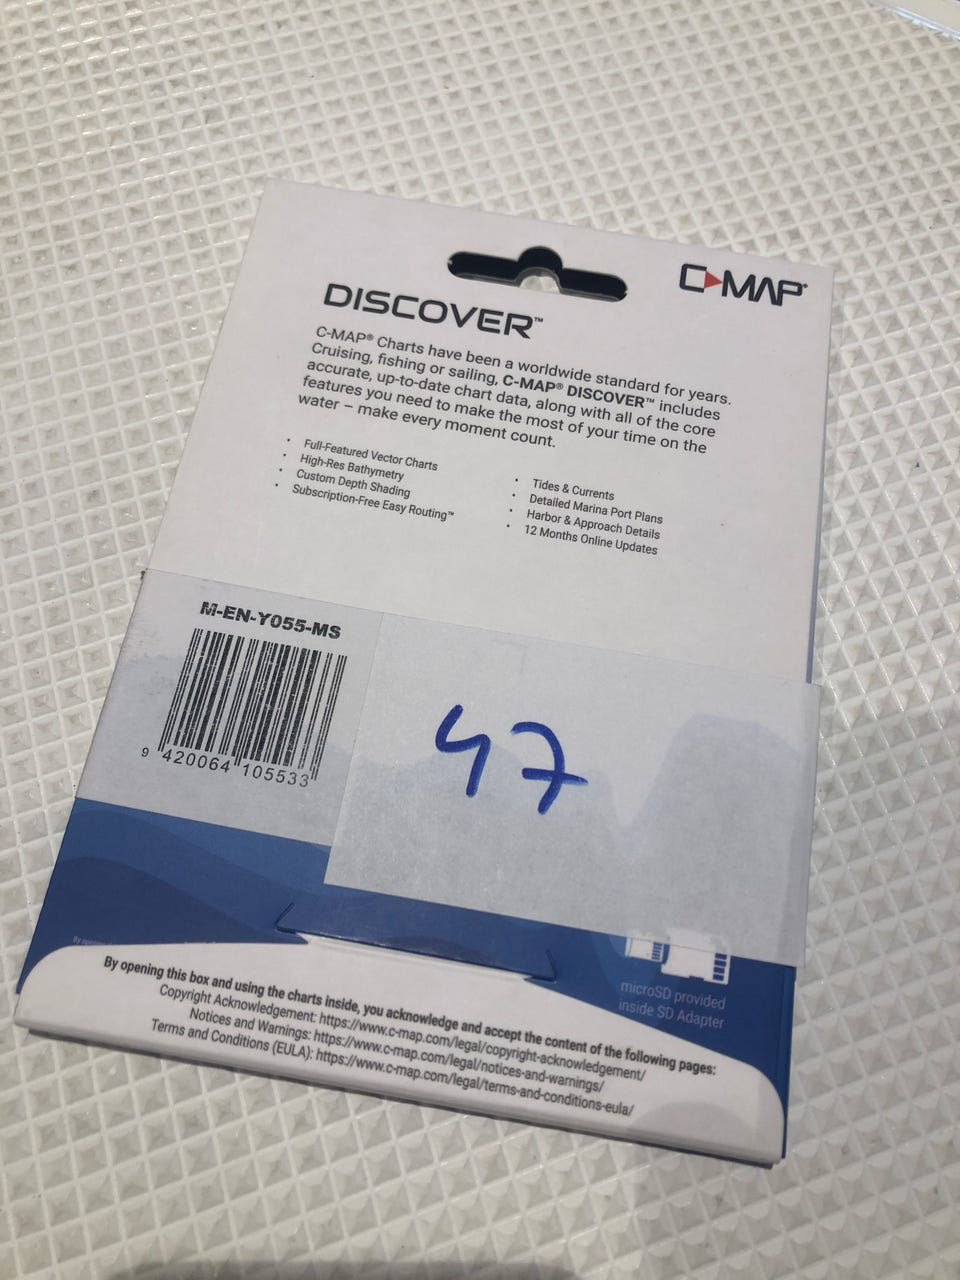 C-MAP®
DISCOVER™
C-MAP® Charts have been a worldwide standard for years.
Cruising, fishing or sailing, C-MAP® DISCOVER™ includes
accurate, up-to-date chart data, along with all of the core
features you need to make the most of your time on the
water – make every moment count.
• Full-Featured Vector Charts
• High-Res Bathymetry
• Custom Depth Shading
• Subscription-Free Easy Routing™
• Tides & Currents
• Detailed Marina Port Plans
• Harbor & Approach Details
• 12 Months Online Updates
M-EN-Y055-MS
9 420064 105533
47
microSD provided
inside SD Adapter
By opening this box and using the charts inside, you acknowledge and accept the content of the following pages:
Copyright Acknowledgement: https://www.c-map.com/legal/copyright-acknowledgement/
Notices and Warnings: https://www.c-map.com/legal/notices-and-warnings/
Terms and Conditions (EULA): https://www.c-map.com/legal/terms-and-conditions-eula/